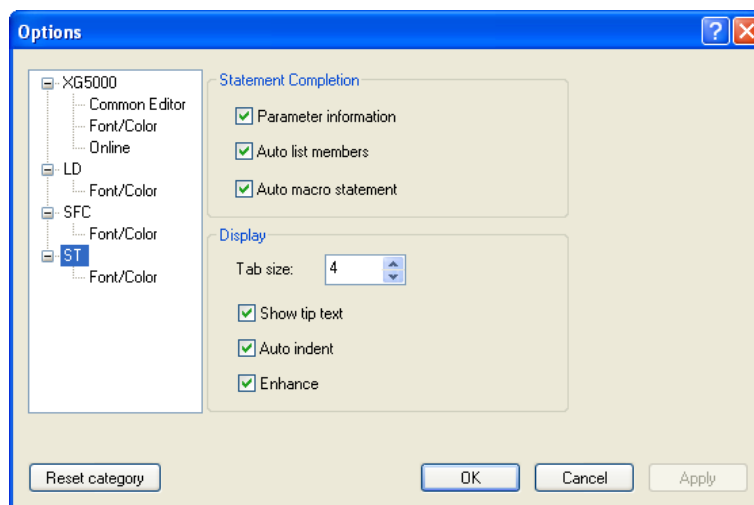 Options
XG5000
Common Editor
Font/Color
Online
LD
Font/Color
SFC
Font/Color
ST
Font/Color
Statement Completion
Parameter information
Auto list members
Auto macro statement
Display
Tab size: 4
Show tip text
Auto indent
Enhance
Reset category OK Cancel Apply